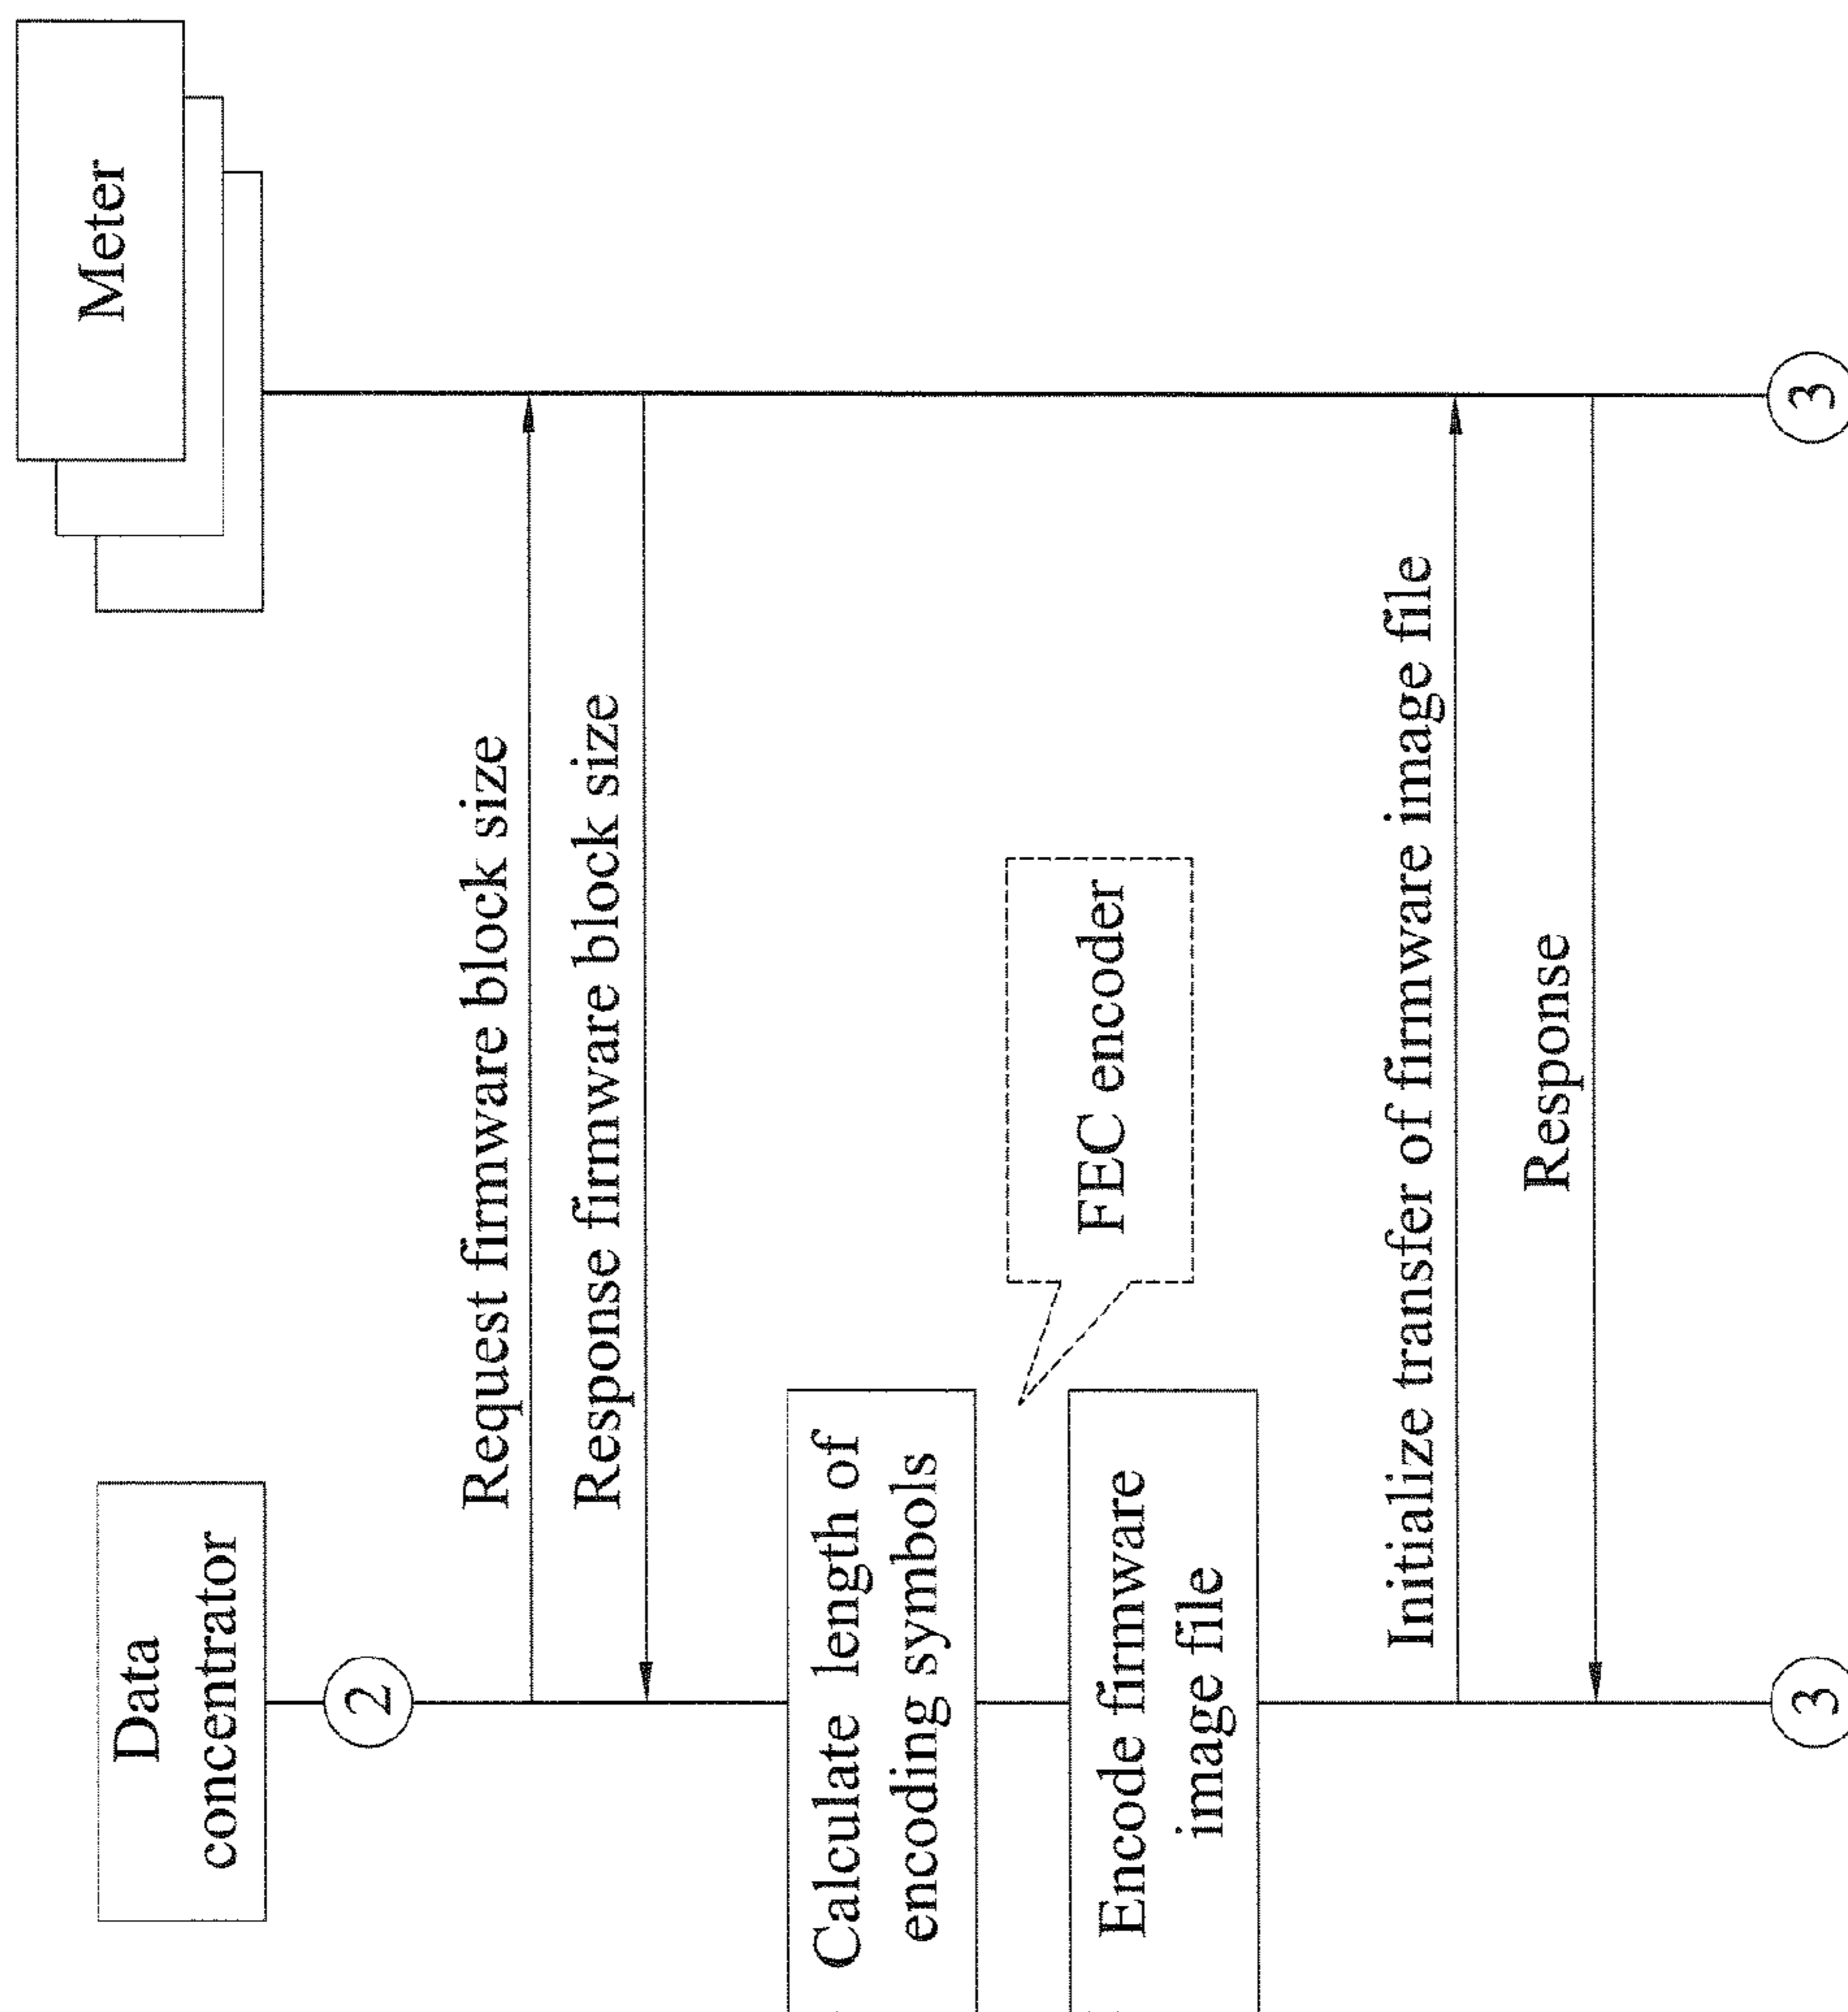 Data
concentrator
Meter
2
Request firmware block size
Response firmware block size
Calculate length of
encoding symbols
FEC encoder
Encode firmware
image file
Initialize transfer of firmware image file
Response
3
3